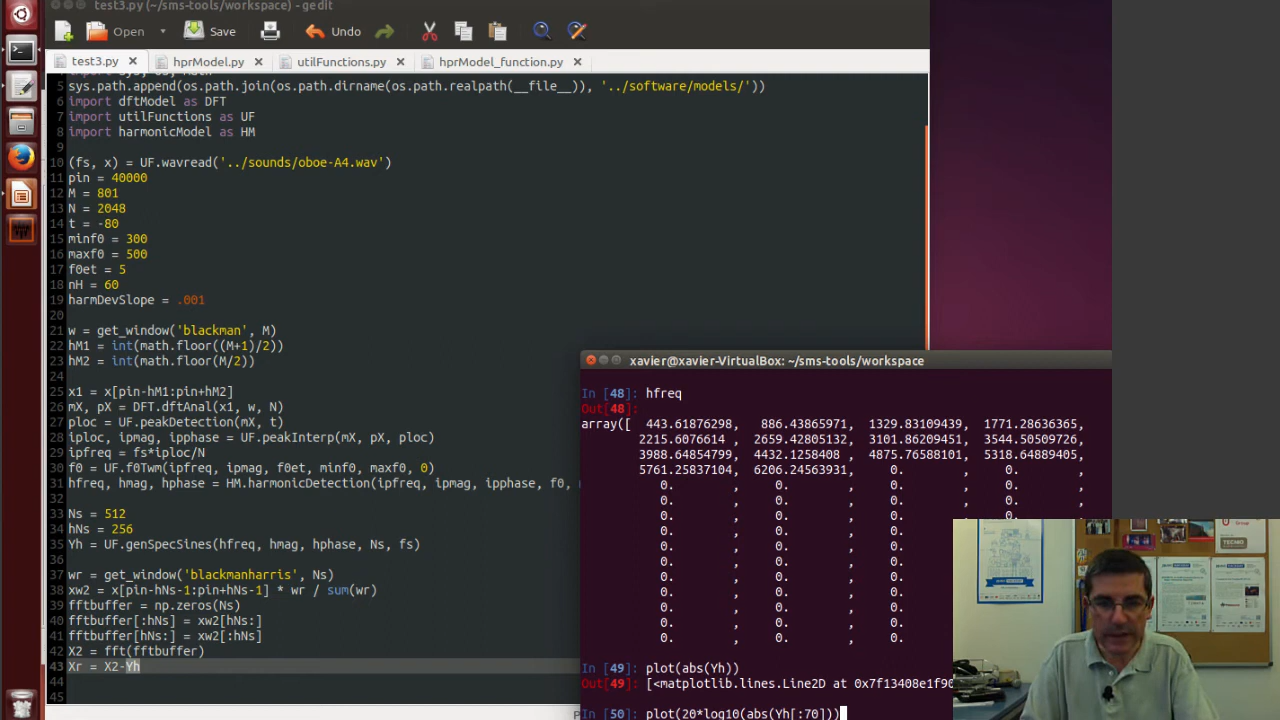 test3.py (~/sms-tools/workspace) - gedit
Open Save Undo
test3.py hprModel.py utilFunctions.py hprModel_function.py
5 sys.path.append(os.path.join(os.path.dirname(os.path.realpath(__file__)), '../software/models/'))
6 import dftModel as DFT
7 import utilFunctions as UF
8 import harmonicModel as HM
9
10 (fs, x) = UF.wavread('../sounds/oboe-A4.wav')
11 pin = 40000
12 M = 801
13 N = 2048
14 t = -80
15 minf0 = 300
16 maxf0 = 500
17 f0et = 5
18 nH = 60
19 harmDevSlope = .001
20
21 w = get_window('blackman', M)
22 hM1 = int(math.floor((M+1)/2))
23 hM2 = int(math.floor(M/2))
24
25 x1 = x[pin-hM1:pin+hM2]
26 mX, pX = DFT.dftAnal(x1, w, N)
27 ploc = UF.peakDetection(mX, t)
28 iploc, ipmag, ipphase = UF.peakInterp(mX, pX, ploc)
29 ipfreq = fs*iploc/N
30 f0 = UF.f0Twm(ipfreq, ipmag, f0et, minf0, maxf0, 0)
31 hfreq, hmag, hphase = HM.harmonicDetection(ipfreq, ipmag, ipphase, f0,
32
33 Ns = 512
34 hNs = 256
35 Yh = UF.genSpecSines(hfreq, hmag, hphase, Ns, fs)
36
37 wr = get_window('blackmanharris', Ns)
38 xw2 = x[pin-hNs-1:pin+hNs-1] * wr / sum(wr)
39 fftbuffer = np.zeros(Ns)
40 fftbuffer[:hNs] = xw2[hNs:]
41 fftbuffer[hNs:] = xw2[:hNs]
42 X2 = fft(fftbuffer)
43 Xr = X2-Yh
44
45
xavier@xavier-VirtualBox: ~/sms-tools/workspace
In [48]: hfreq
Out[48]:
array([ 443.61876298, 886.43865971, 1329.83109439, 1771.28636365,
2215.6076614 , 2659.42805132, 3101.86209451, 3544.50509726,
3988.64854799, 4432.1258408 , 4875.76588101, 5318.64889405,
5761.25837104, 6206.24563931, 0. , 0. ,
0. , 0. , 0. , 0. ,
0. , 0. , 0. , 0. ,
0. , 0. , 0. , 0. ,
0. , 0. , 0.
0. , 0. , 0.
0. , 0. , 0.
0. , 0. , 0.
0. , 0. , 0.
0. , 0. , 0.
0. , 0. , 0.
0. , 0. , 0.
In [49]: plot(abs(Yh))
Out[49]: [<matplotlib.lines.Line2D at 0x7f13408e1f90
In [50]: plot(20*log10(abs(Yh[:70])))